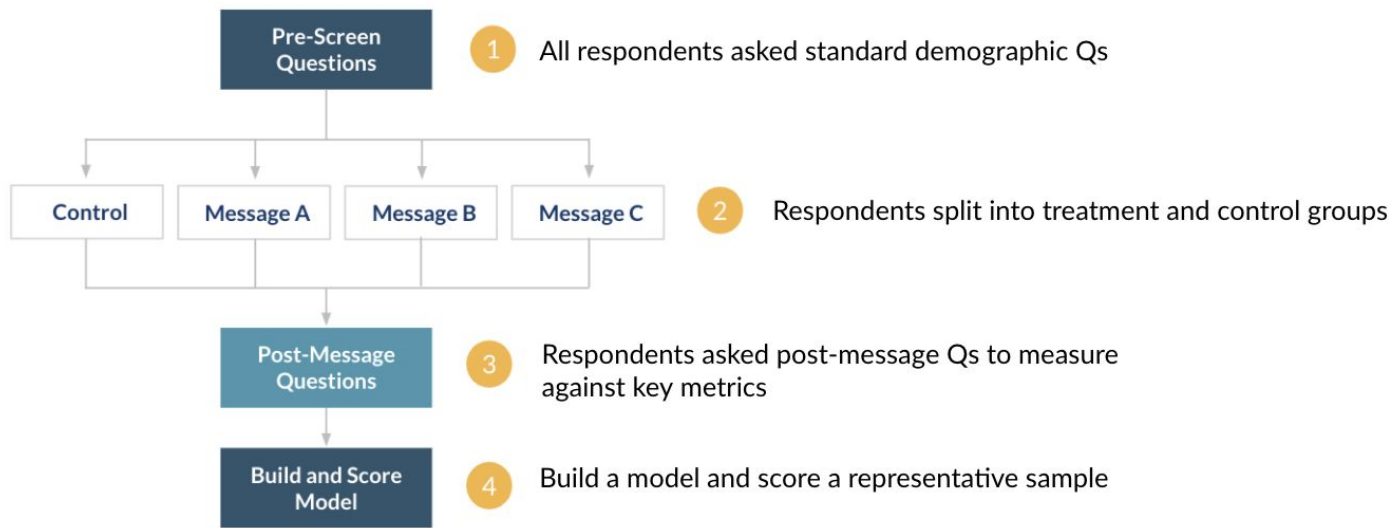 Pre-Screen
Questions
1
All respondents asked standard demographic Qs
Control
Message A
Message B
Message C
2
Respondents split into treatment and control groups
Post-Message
Questions
3
Respondents asked post-message Qs to measure
against key metrics
Build and Score
Model
4
Build a model and score a representative sample